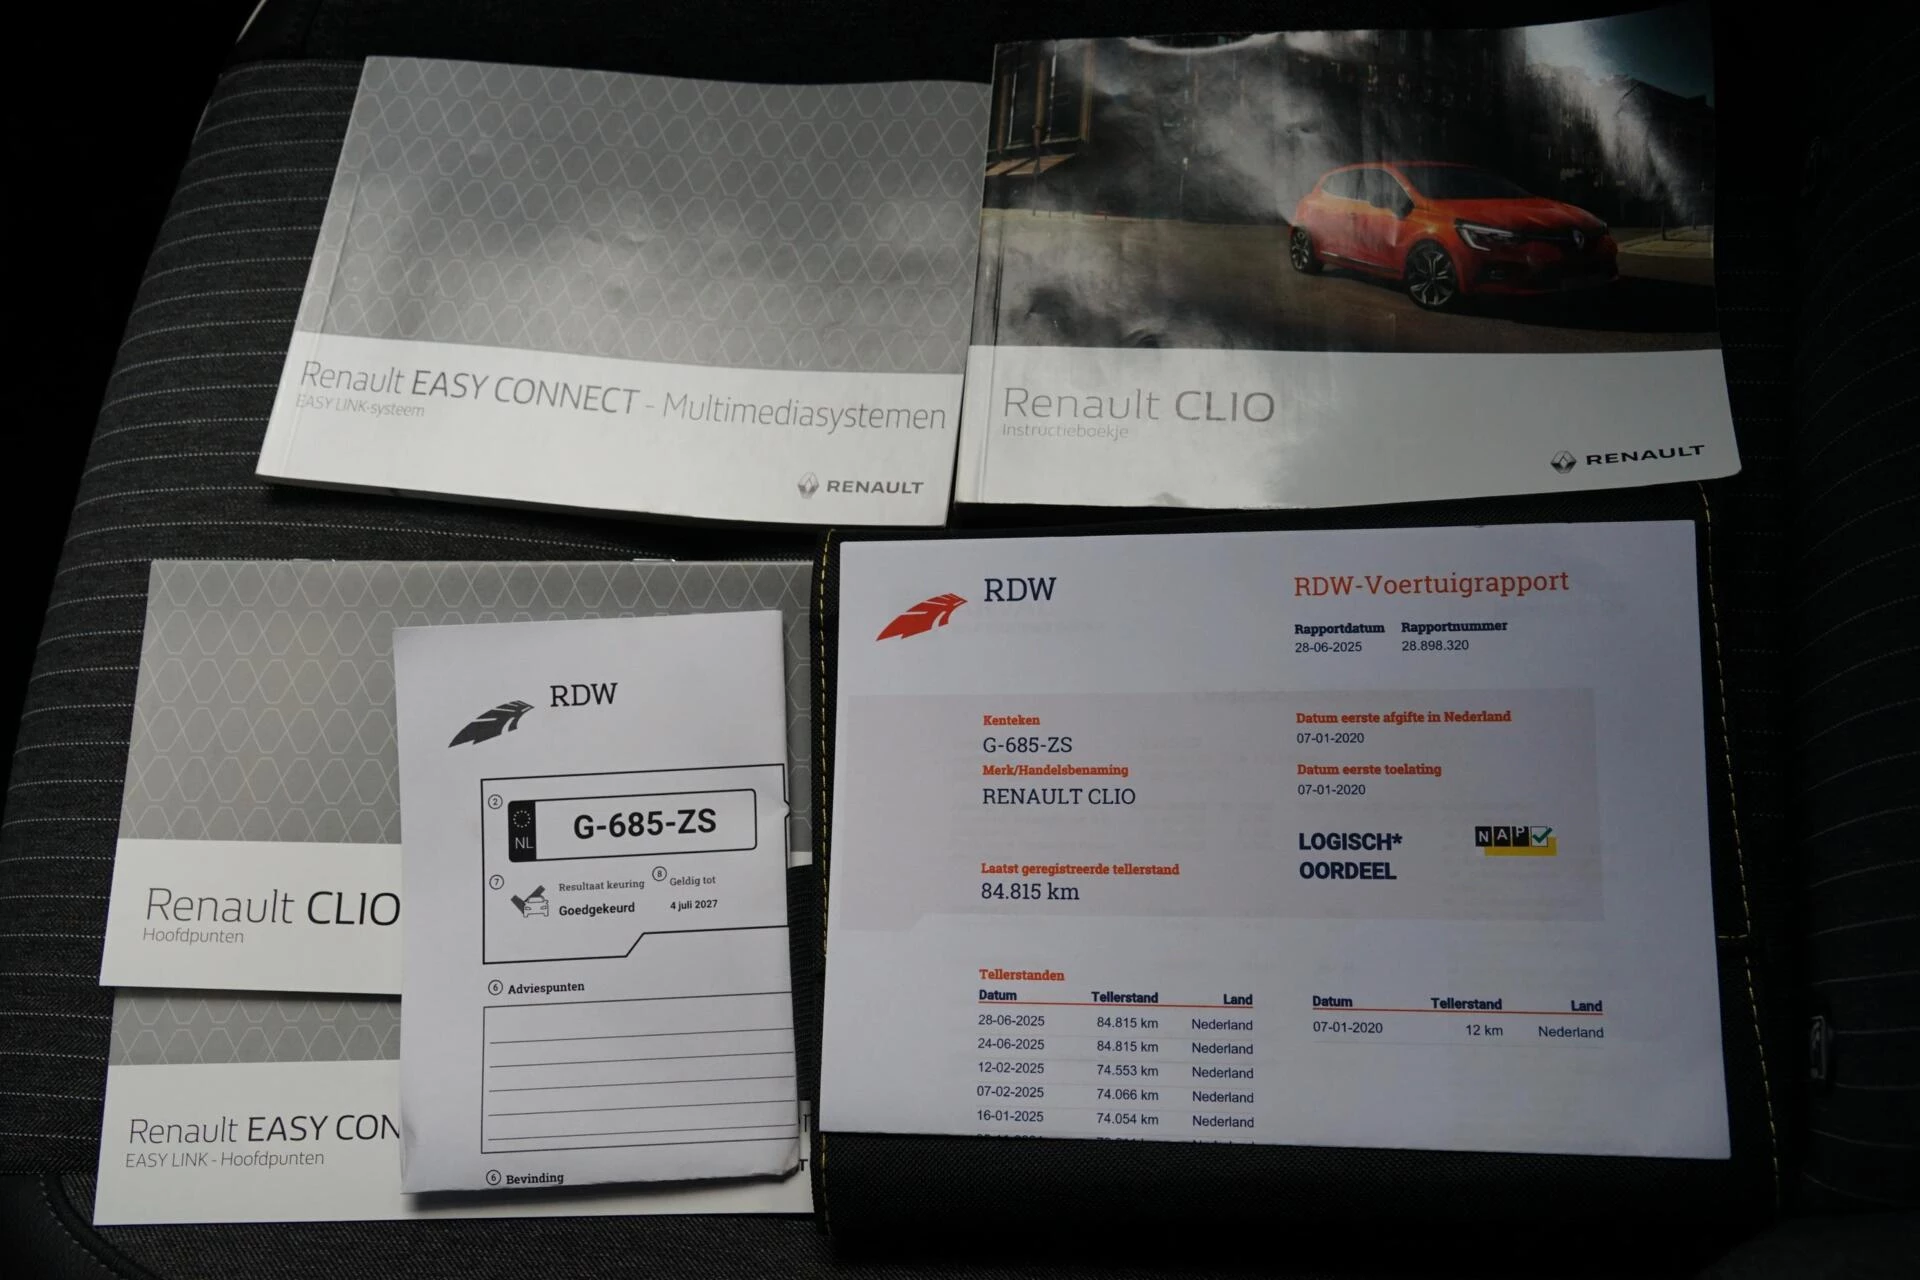 Renault EASY CONNECT - Multimediasystemen
EASY LINK-systeem
RENAULT
Renault CLIO
Instructieboekje
RENAULT
Renault CLIO
Hoofdpunten
Renault EASY CON
EASY LINK - Hoofdpunten
RDW
2
NL
G-685-ZS
7
Resultaat keuring
Goedgekeurd
8
Geldig tot
4 juli 2027
6 Adviespunten
6 Bevinding
RDW
RDW-Voertuigrapport
Rapportdatum Rapportnummer
28-06-2025 28.898.320
Kenteken
G-685-ZS
Merk/Handelsbenaming
RENAULT CLIO
Datum eerste afgifte in Nederland
07-01-2020
Datum eerste toelating
07-01-2020
Laatst geregistreerde tellerstand
84.815 km
LOGISCH*
OORDEEL
NAP
Tellerstanden
Datum Tellerstand Land
28-06-2025 84.815 km Nederland
24-06-2025 84.815 km Nederland
12-02-2025 74.553 km Nederland
07-02-2025 74.066 km Nederland
16-01-2025 74.054 km Nederland
Datum Tellerstand Land
07-01-2020 12 km Nederland